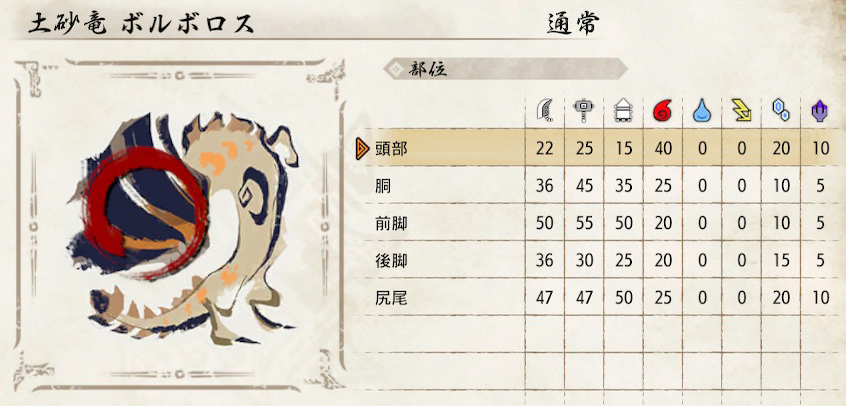 土砂竜 ボルボロス 通常
部位
頭部 22 25 15 40 0 0 20 10
胴 36 45 35 25 0 0 10 5
前脚 50 55 50 20 0 0 10 5
後脚 36 30 25 20 0 0 15 5
尻尾 47 47 50 25 0 0 20 10